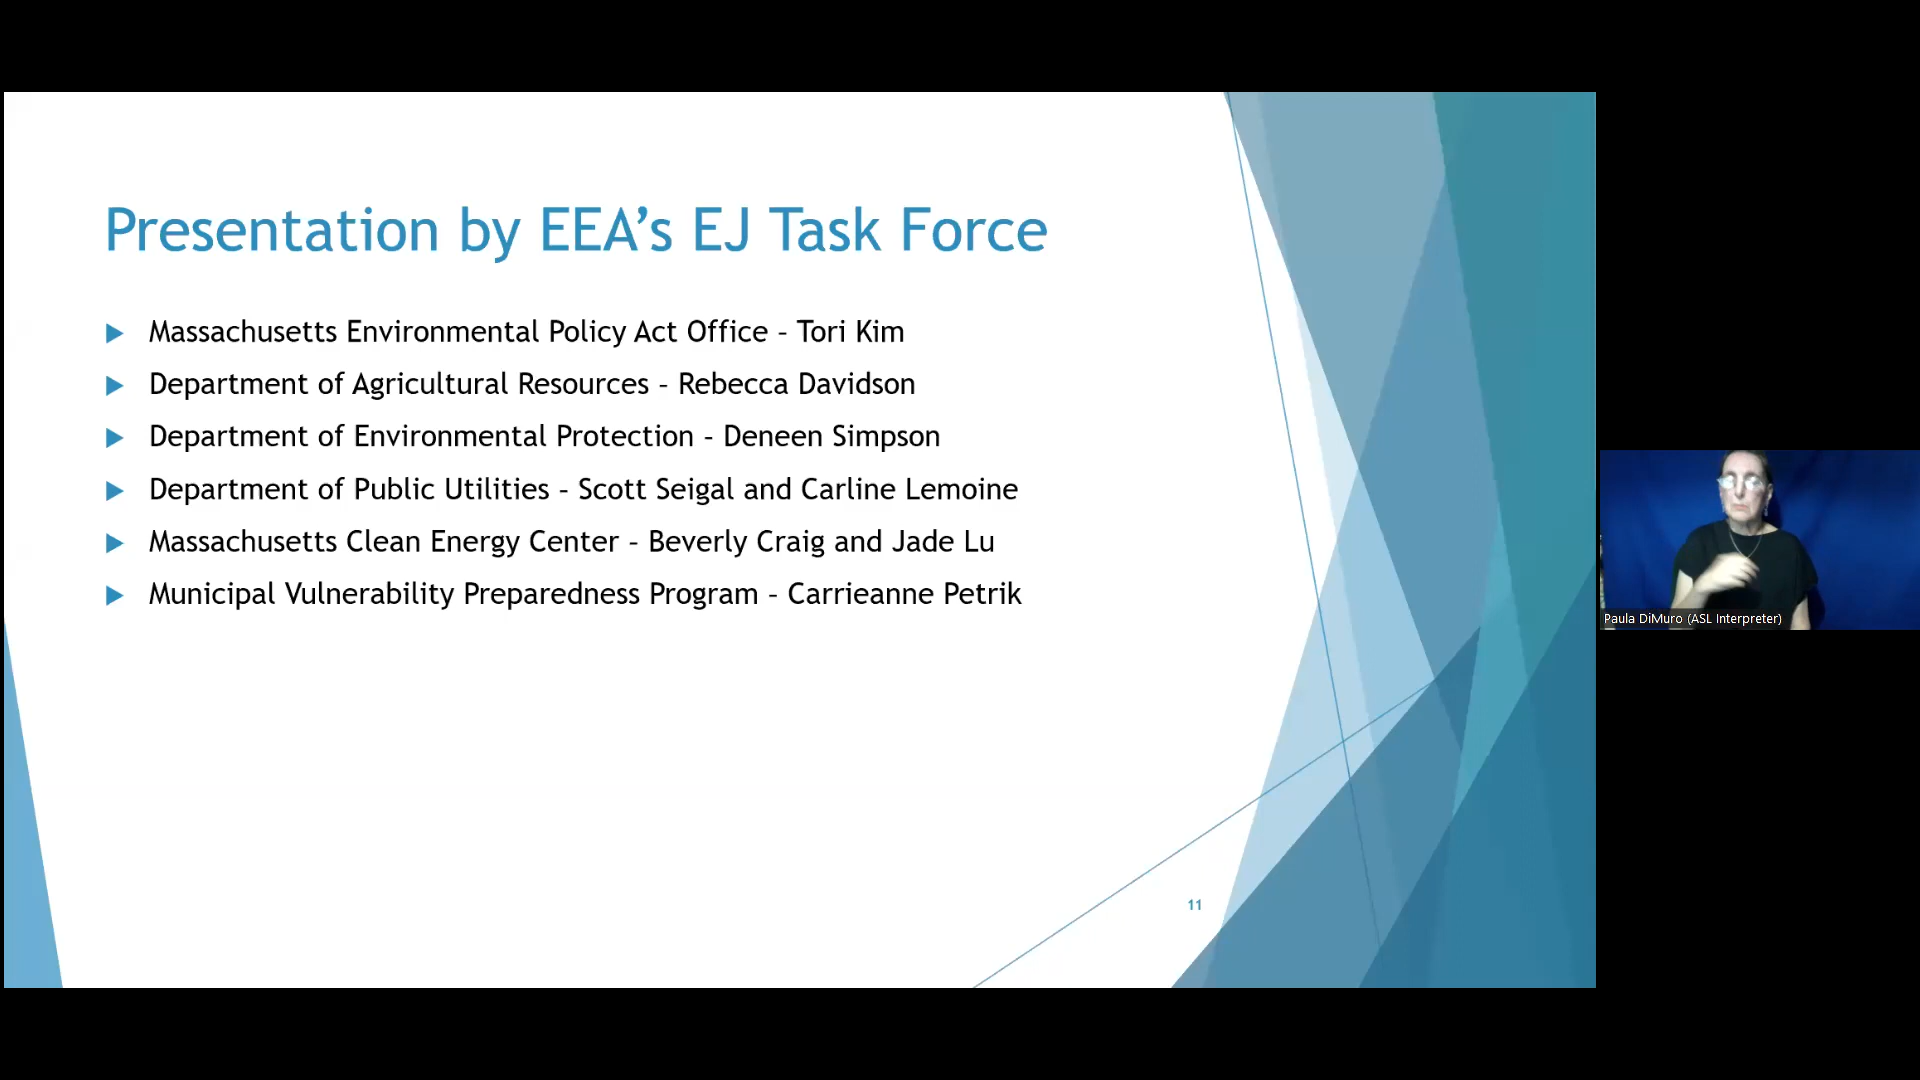 Presentation by EEA’s EJ Task Force
Massachusetts Environmental Policy Act Office – Tori Kim
Department of Agricultural Resources – Rebecca Davidson
Department of Environmental Protection – Deneen Simpson
Department of Public Utilities – Scott Seigal and Carline Lemoine
Massachusetts Clean Energy Center – Beverly Craig and Jade Lu
Municipal Vulnerability Preparedness Program – Carrieanne Petrik
11
Paula DiMuro (ASL Interpreter)